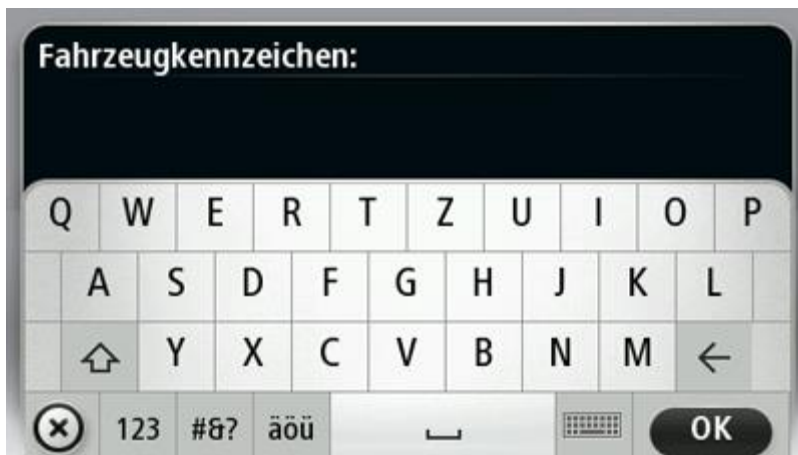 Fahrzeugkennzeichen:
Q W E R T Z U I O P
A S D F G H J K L
Y X C V B N M
123 #&? äöü OK